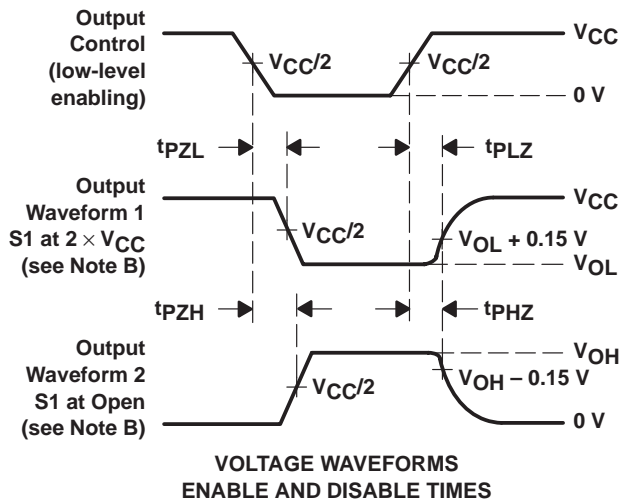 Output
Control
(low-level
enabling)
VCC/2
VCC/2
VCC
0 V
tPZL
tPLZ
Output
Waveform 1
S1 at 2 × VCC
(see Note B)
VCC/2
VCC
VOL + 0.15 V
VOL
tPZH
tPHZ
Output
Waveform 2
S1 at Open
(see Note B)
VCC/2
VOH
VOH – 0.15 V
0 V
VOLTAGE WAVEFORMS
ENABLE AND DISABLE TIMES